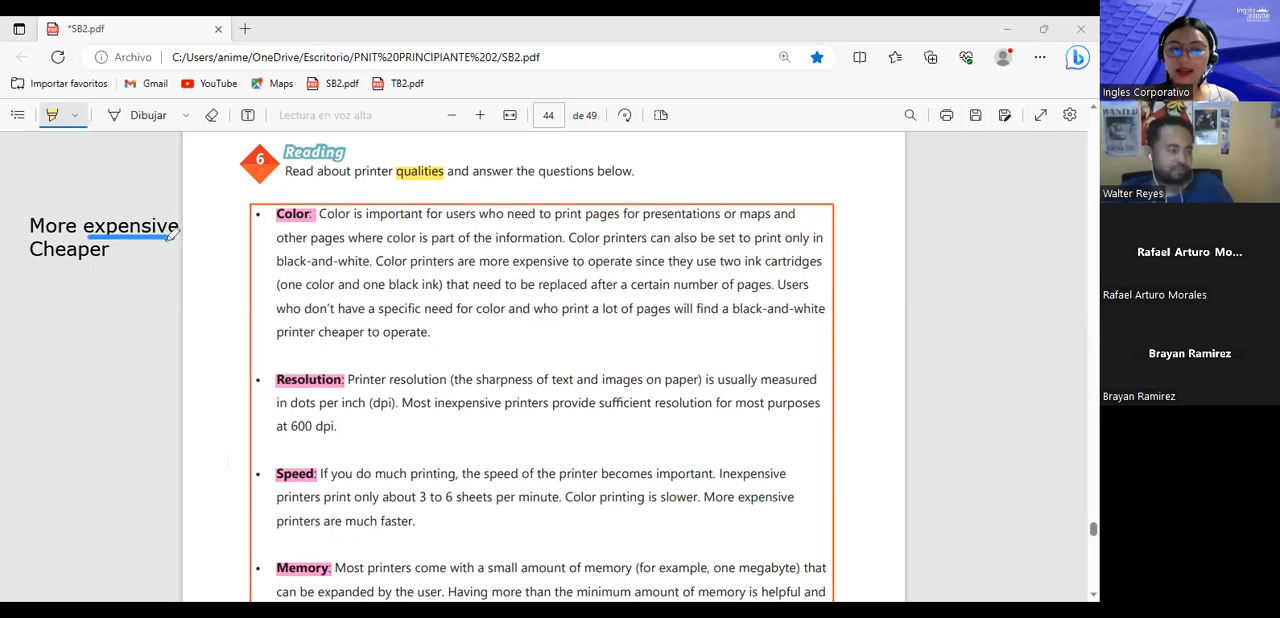 *SB2.pdf
Archivo
C:/Users/anime/OneDrive/Escritorio/PNIT%20PRINCIPIANTE%202/SB2.pdf
Importar favoritos
Gmail
YouTube
Maps
SB2.pdf
TB2.pdf
Dibujar
Lectura en voz alta
44
de 49
6
Reading
Read about printer qualities and answer the questions below.
More expensive
Cheaper
• Color: Color is important for users who need to print pages for presentations or maps and
other pages where color is part of the information. Color printers can also be set to print only in
black-and-white. Color printers are more expensive to operate since they use two ink cartridges
(one color and one black ink) that need to be replaced after a certain number of pages. Users
who don't have a specific need for color and who print a lot of pages will find a black-and-white
printer cheaper to operate.
• Resolution: Printer resolution (the sharpness of text and images on paper) is usually measured
in dots per inch (dpi). Most inexpensive printers provide sufficient resolution for most purposes
at 600 dpi.
• Speed: If you do much printing, the speed of the printer becomes important. Inexpensive
printers print only about 3 to 6 sheets per minute. Color printing is slower. More expensive
printers are much faster.
• Memory: Most printers come with a small amount of memory (for example, one megabyte) that
can be expanded by the user. Having more than the minimum amount of memory is helpful and
Ingles Corporativo
WANTED
Walter Reyes
Rafael Arturo Mo...
Rafael Arturo Morales
Brayan Ramirez
Brayan Ramirez